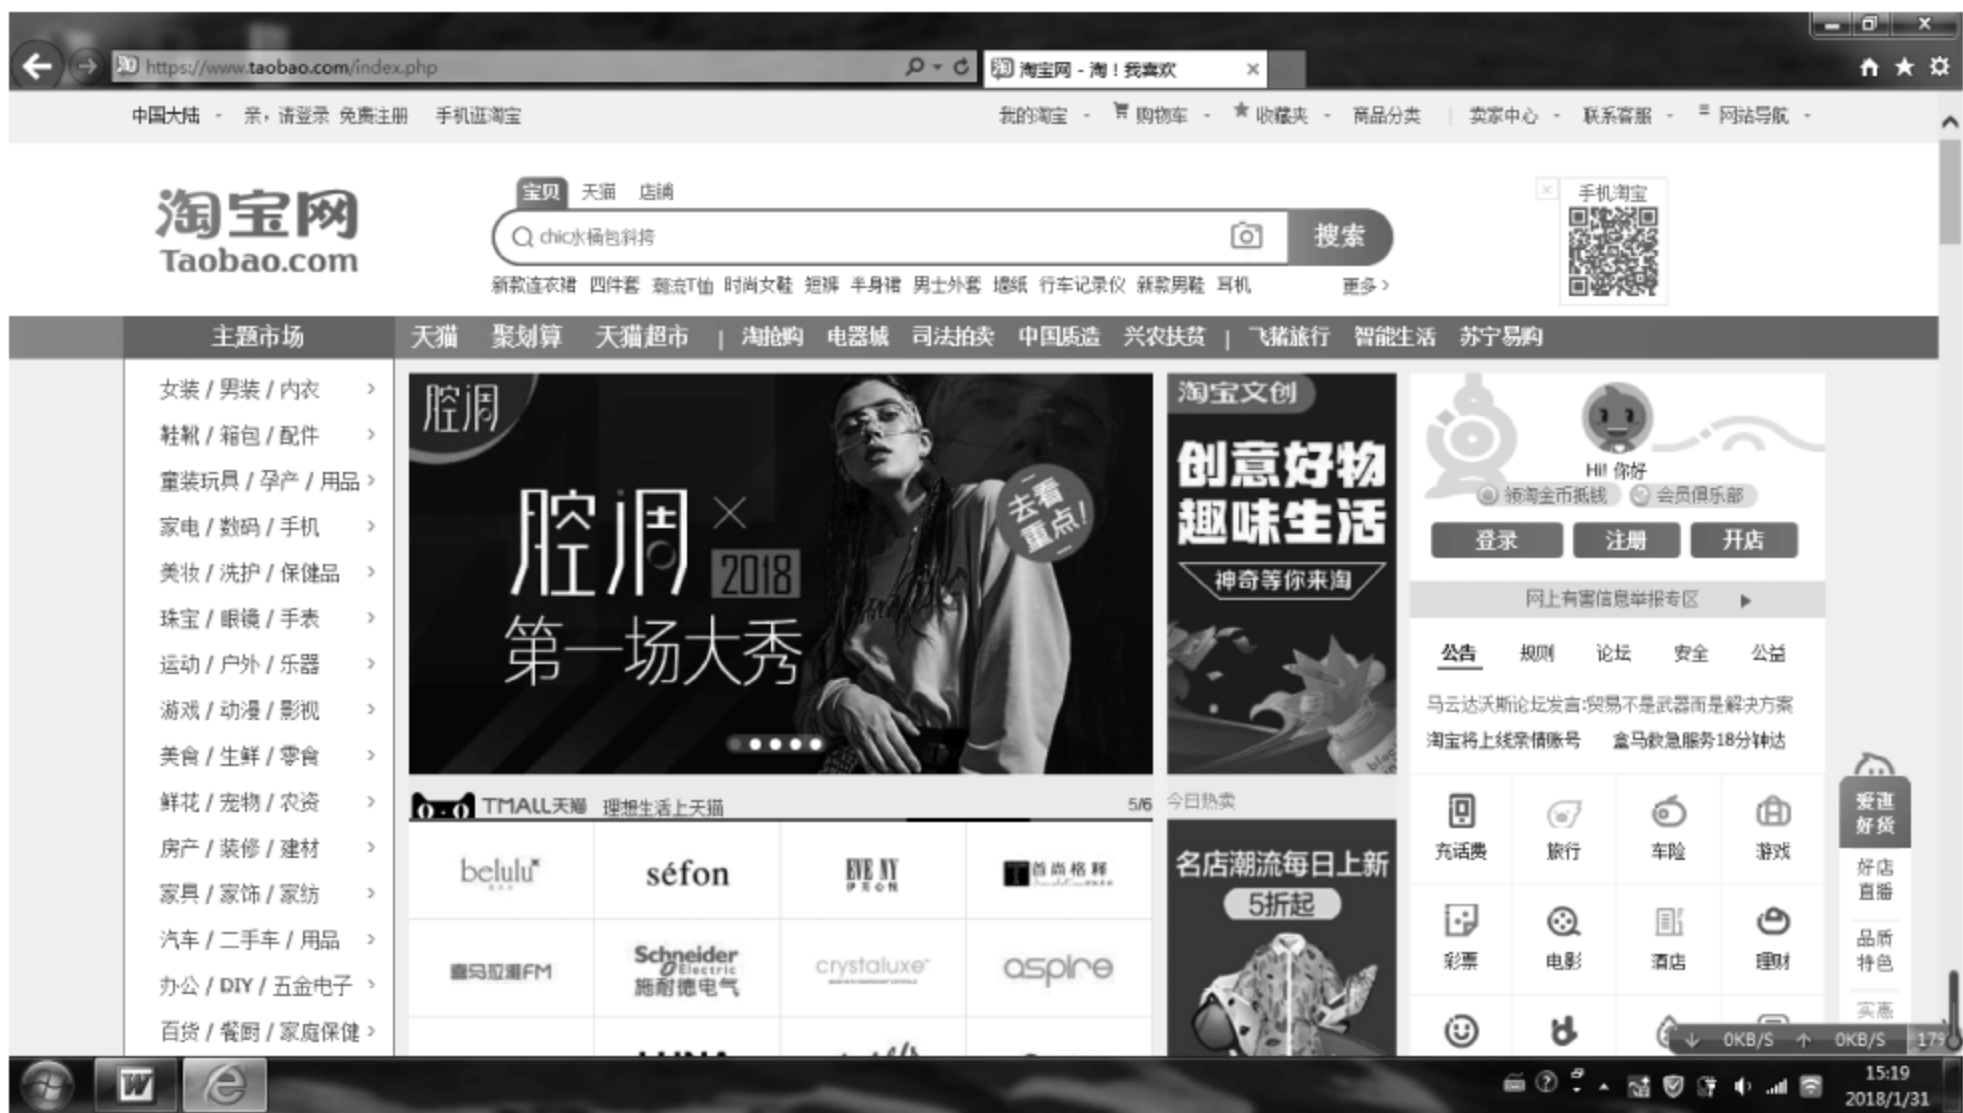 https://www.taobao.com/index.php
淘宝网 - 淘！我喜欢
中国大陆 亲，请登录 免费注册 手机逛淘宝 我的淘宝 购物车 收藏夹 商品分类 卖家中心 联系客服 网站导航
淘宝网
Taobao.com
宝贝 天猫 店铺
chic水桶包斜挎
搜索
新款连衣裙 四件套 潮流T恤 时尚女鞋 短裤 半身裙 男士外套 墙纸 行车记录仪 新款男鞋 耳机 更多
手机淘宝
主题市场 天猫 聚划算 天猫超市 | 淘抢购 电器城 司法拍卖 中国质造 兴农扶贫 | 飞猪旅行 智能生活 苏宁易购
女装 / 男装 / 内衣
鞋靴 / 箱包 / 配件
童装玩具 / 孕产 / 用品
家电 / 数码 / 手机
美妆 / 洗护 / 保健品
珠宝 / 眼镜 / 手表
运动 / 户外 / 乐器
游戏 / 动漫 / 影视
美食 / 生鲜 / 零食
鲜花 / 宠物 / 农资
房产 / 装修 / 建材
家具 / 家饰 / 家纺
汽车 / 二手车 / 用品
办公 / DIY / 五金电子
百货 / 餐厨 / 家庭保健
腔调
腔调×
2018
第一场大秀
去看
重点!
TMALL天猫 理想生活上天猫 5/6
belulu
séfon
EVE NY
伊芙心悦
首尚格释
喜马拉雅FM
Schneider
Electric
施耐德电气
crystaluxe
aspire
LUNA
淘宝文创
创意好物
趣味生活
神奇等你来淘
今日热卖
名店潮流每日上新
5折起
Hi! 你好
领淘金币抵钱 会员俱乐部
登录 注册 开店
网上有害信息举报专区
公告 规则 论坛 安全 公益
马云达沃斯论坛发言:贸易不是武器而是解决方案
淘宝将上线亲情账号 盒马救急服务18分钟达
充话费 旅行 车险 游戏
彩票 电影 酒店 理财
爱逛
好货
好店
直播
品质
特色
实惠
0KB/S 0KB/S 17%
15:19
2018/1/31